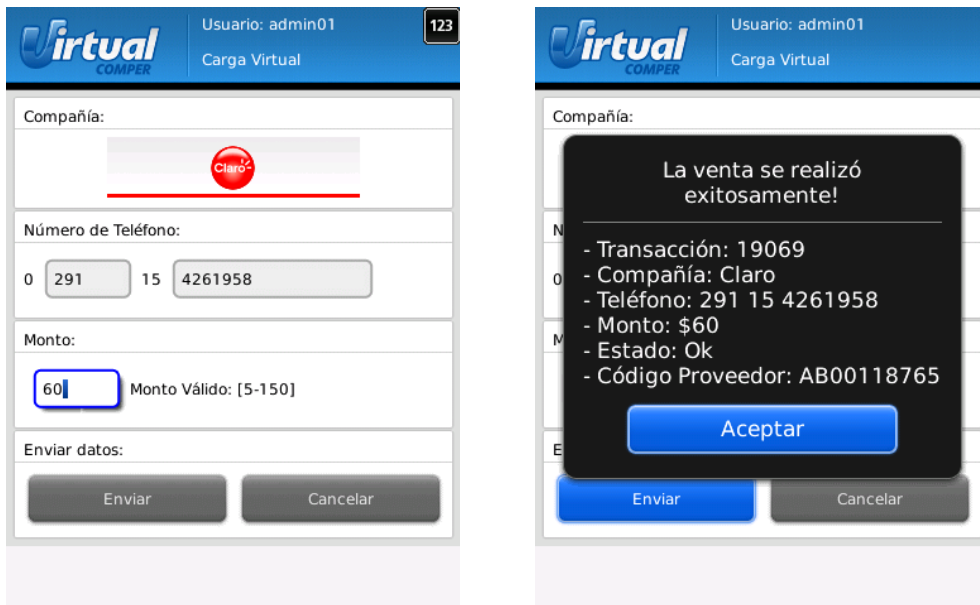 Virtual
COMPER
Usuario: admin01
Carga Virtual
123
Compañía:
Claro
Número de Teléfono:
0 291 15 4261958
Monto:
60 Monto Válido: [5-150]
Enviar datos:
Enviar Cancelar
Virtual
COMPER
Usuario: admin01
Carga Virtual
Compañía:
La venta se realizó
exitosamente!
N
- Transacción: 19069
- Compañía: Claro
0
- Teléfono: 291 15 4261958
- Monto: $60
M
- Estado: Ok
- Código Proveedor: AB00118765
Aceptar
E
Enviar Cancelar